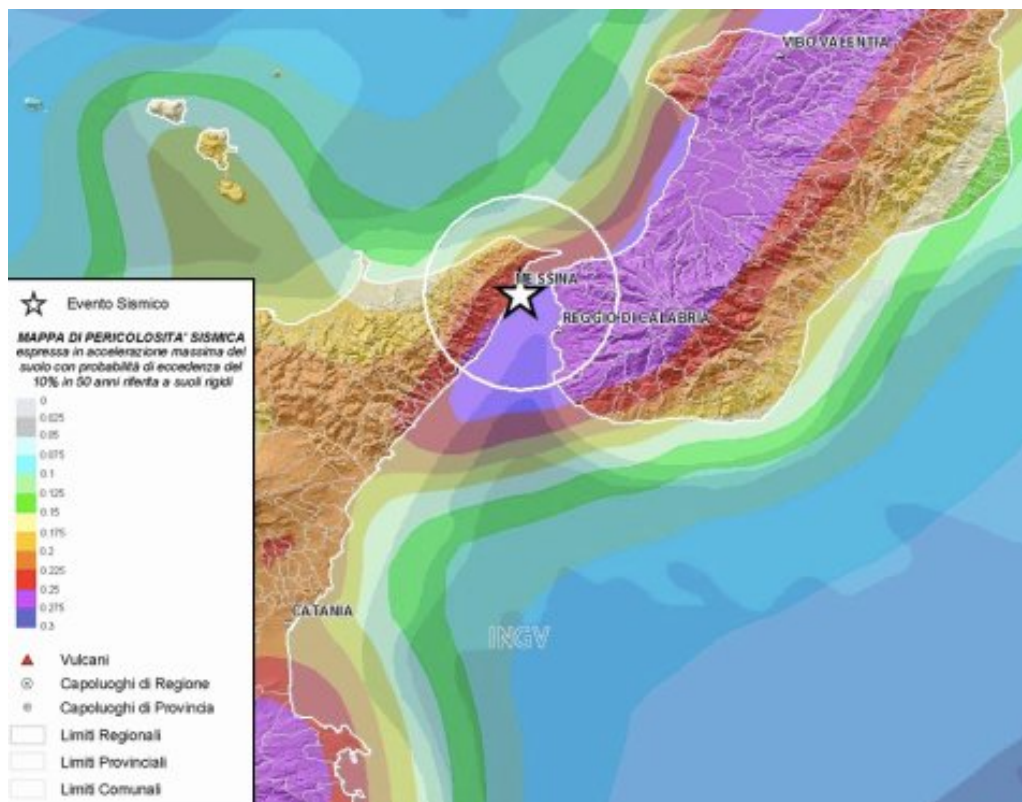 VIBO VALENTIA
MESSINA
REGGIO DI CALABRIA
CATANIA
INGV
Evento Sismico
MAPPA DI PERICOLOSITA' SISMICA
espressa in accelerazione massima del
suolo con probabilità di eccedenza del
10% in 50 anni riferita a suoli rigidi
0
0.025
0.05
0.075
0.1
0.125
0.15
0.175
0.2
0.225
0.25
0.275
0.3
Vulcani
Capoluoghi di Regione
Capoluoghi di Provincia
Limiti Regionali
Limiti Provinciali
Limiti Comunali